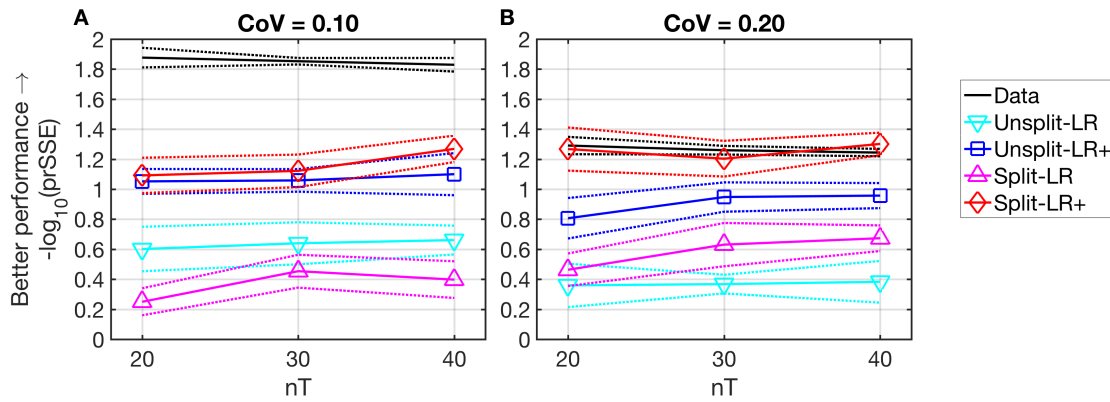 A
CoV = 0.10
B
CoV = 0.20
Better performance →
-log10(prSSE)
2
1.8
1.6
1.4
1.2
1
0.8
0.6
0.4
0.2
0
20
30
40
nT
2
1.8
1.6
1.4
1.2
1
0.8
0.6
0.4
0.2
0
20
30
40
nT
Data
Unsplit-LR
Unsplit-LR+
Split-LR
Split-LR+